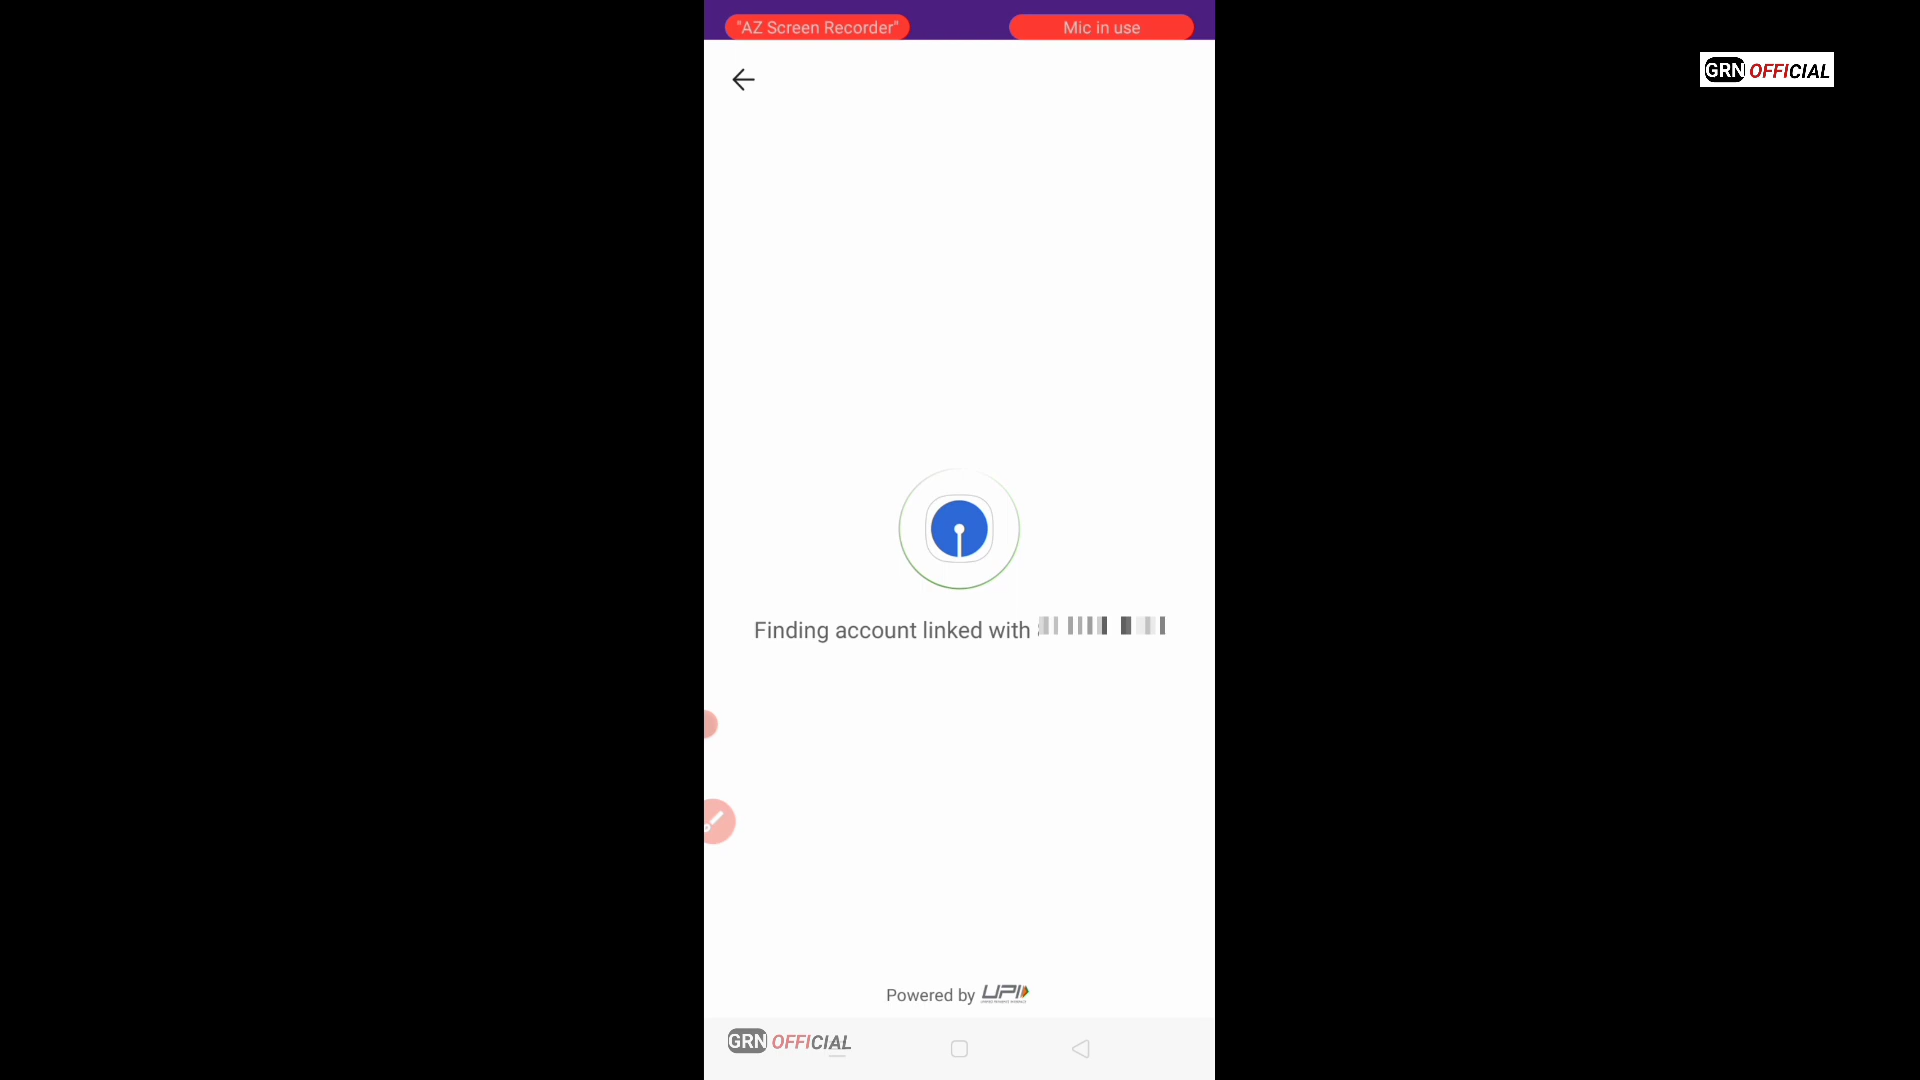 "AZ Screen Recorder"
Mic in use
GRN OFFICIAL
Finding account linked with
Powered by UPI
GRN OFFICIAL